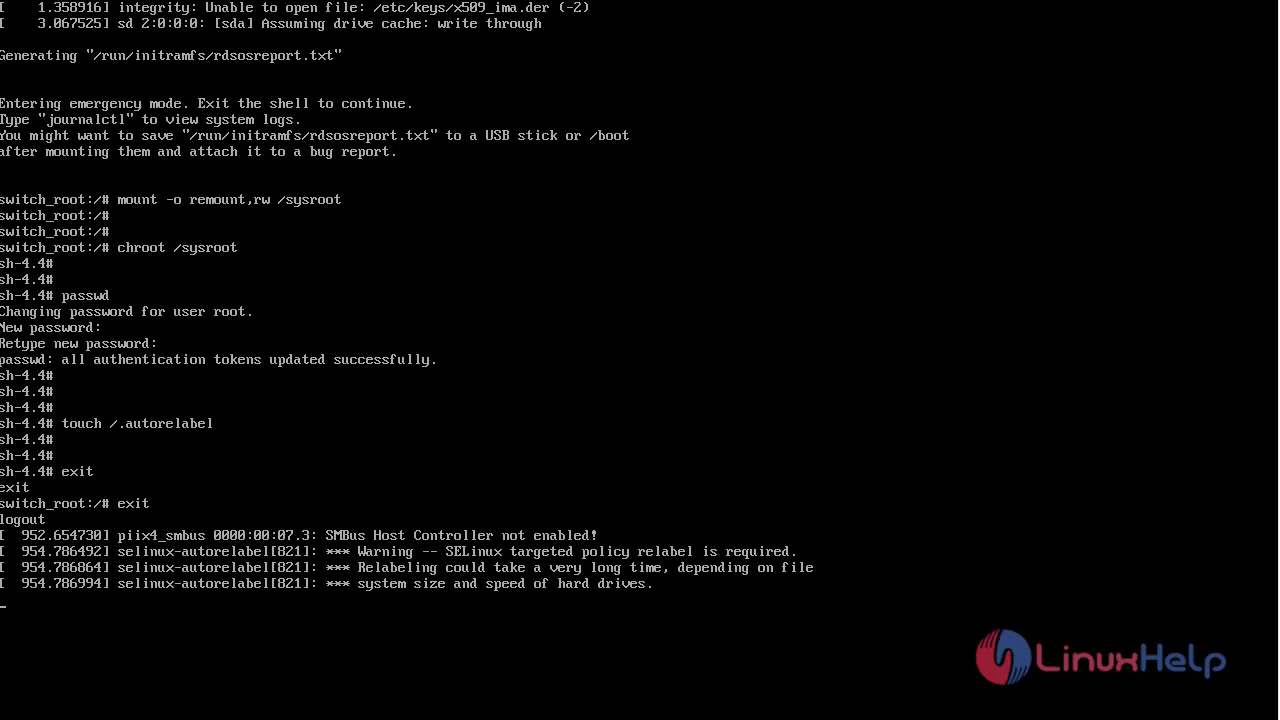 [    1.358916] integrity: Unable to open file: /etc/keys/x509_ima.der (-2)
[    3.067525] sd 2:0:0:0: [sda] Assuming drive cache: write through
Generating "/run/initramfs/rdsosreport.txt"
Entering emergency mode. Exit the shell to continue.
Type "journalctl" to view system logs.
You might want to save "/run/initramfs/rdsosreport.txt" to a USB stick or /boot
after mounting them and attach it to a bug report.
switch_root:/# mount -o remount,rw /sysroot
switch_root:/#
switch_root:/#
switch_root:/# chroot /sysroot
sh-4.4#
sh-4.4#
sh-4.4# passwd
Changing password for user root.
New password:
Retype new password:
passwd: all authentication tokens updated successfully.
sh-4.4#
sh-4.4#
sh-4.4#
sh-4.4# touch /.autorelabel
sh-4.4#
sh-4.4#
sh-4.4# exit
exit
switch_root:/# exit
logout
[  952.654730] piix4_smbus 0000:00:07.3: SMBus Host Controller not enabled!
[  954.786492] selinux-autorelabel[821]: *** Warning -- SELinux targeted policy relabel is required.
[  954.786864] selinux-autorelabel[821]: *** Relabeling could take a very long time, depending on file
[  954.786994] selinux-autorelabel[821]: *** system size and speed of hard drives.
LinuxHelp